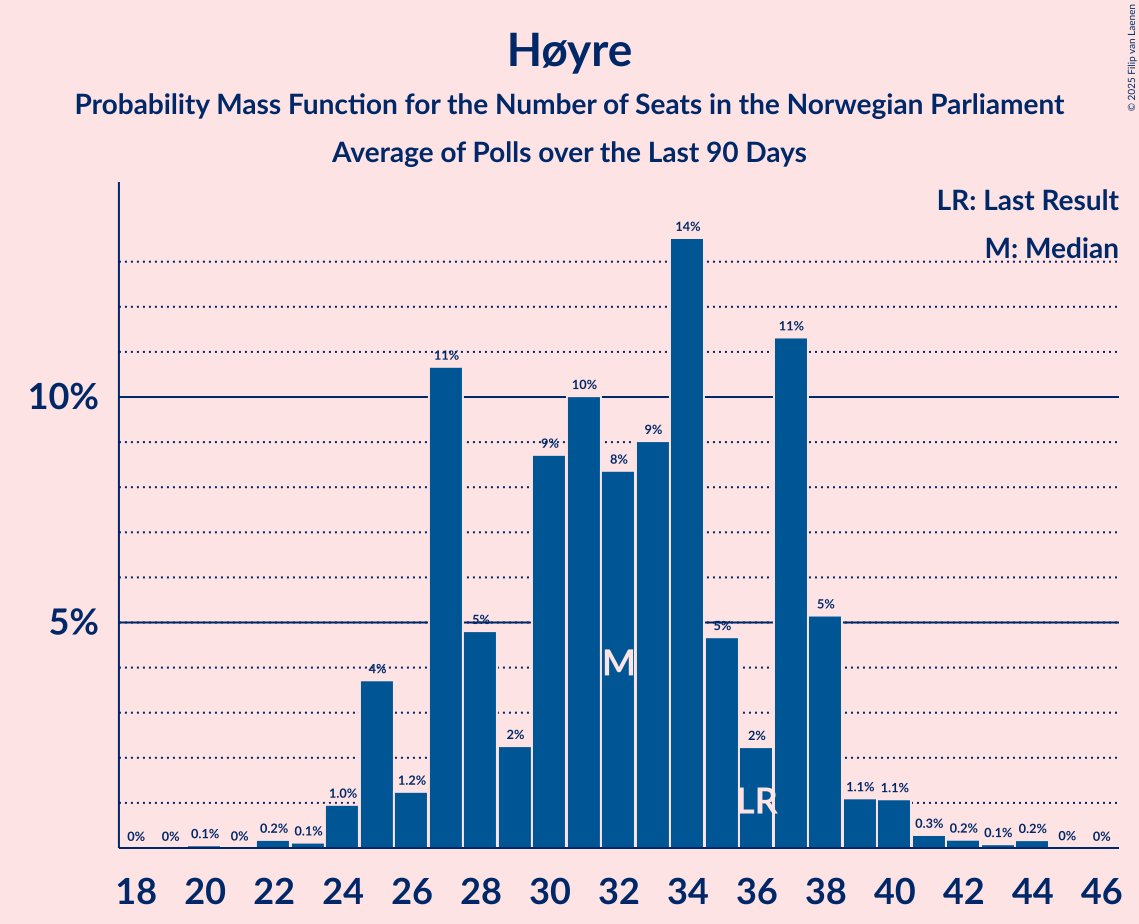 Høyre
Probability Mass Function for the Number of Seats in the Norwegian Parliament
Average of Polls over the Last 90 Days
© 2025 Filip van Laenen
LR: Last Result
M: Median
10%
5%
0% 0% 0.1% 0% 0.2% 0.1% 1.0% 4% 1.2% 11% 5% 2% 9% 10% 8% 9% 14% 5% 2% 11% 5% 1.1% 1.1% 0.3% 0.2% 0.1% 0.2% 0% 0%
M
LR
18 20 22 24 26 28 30 32 34 36 38 40 42 44 46